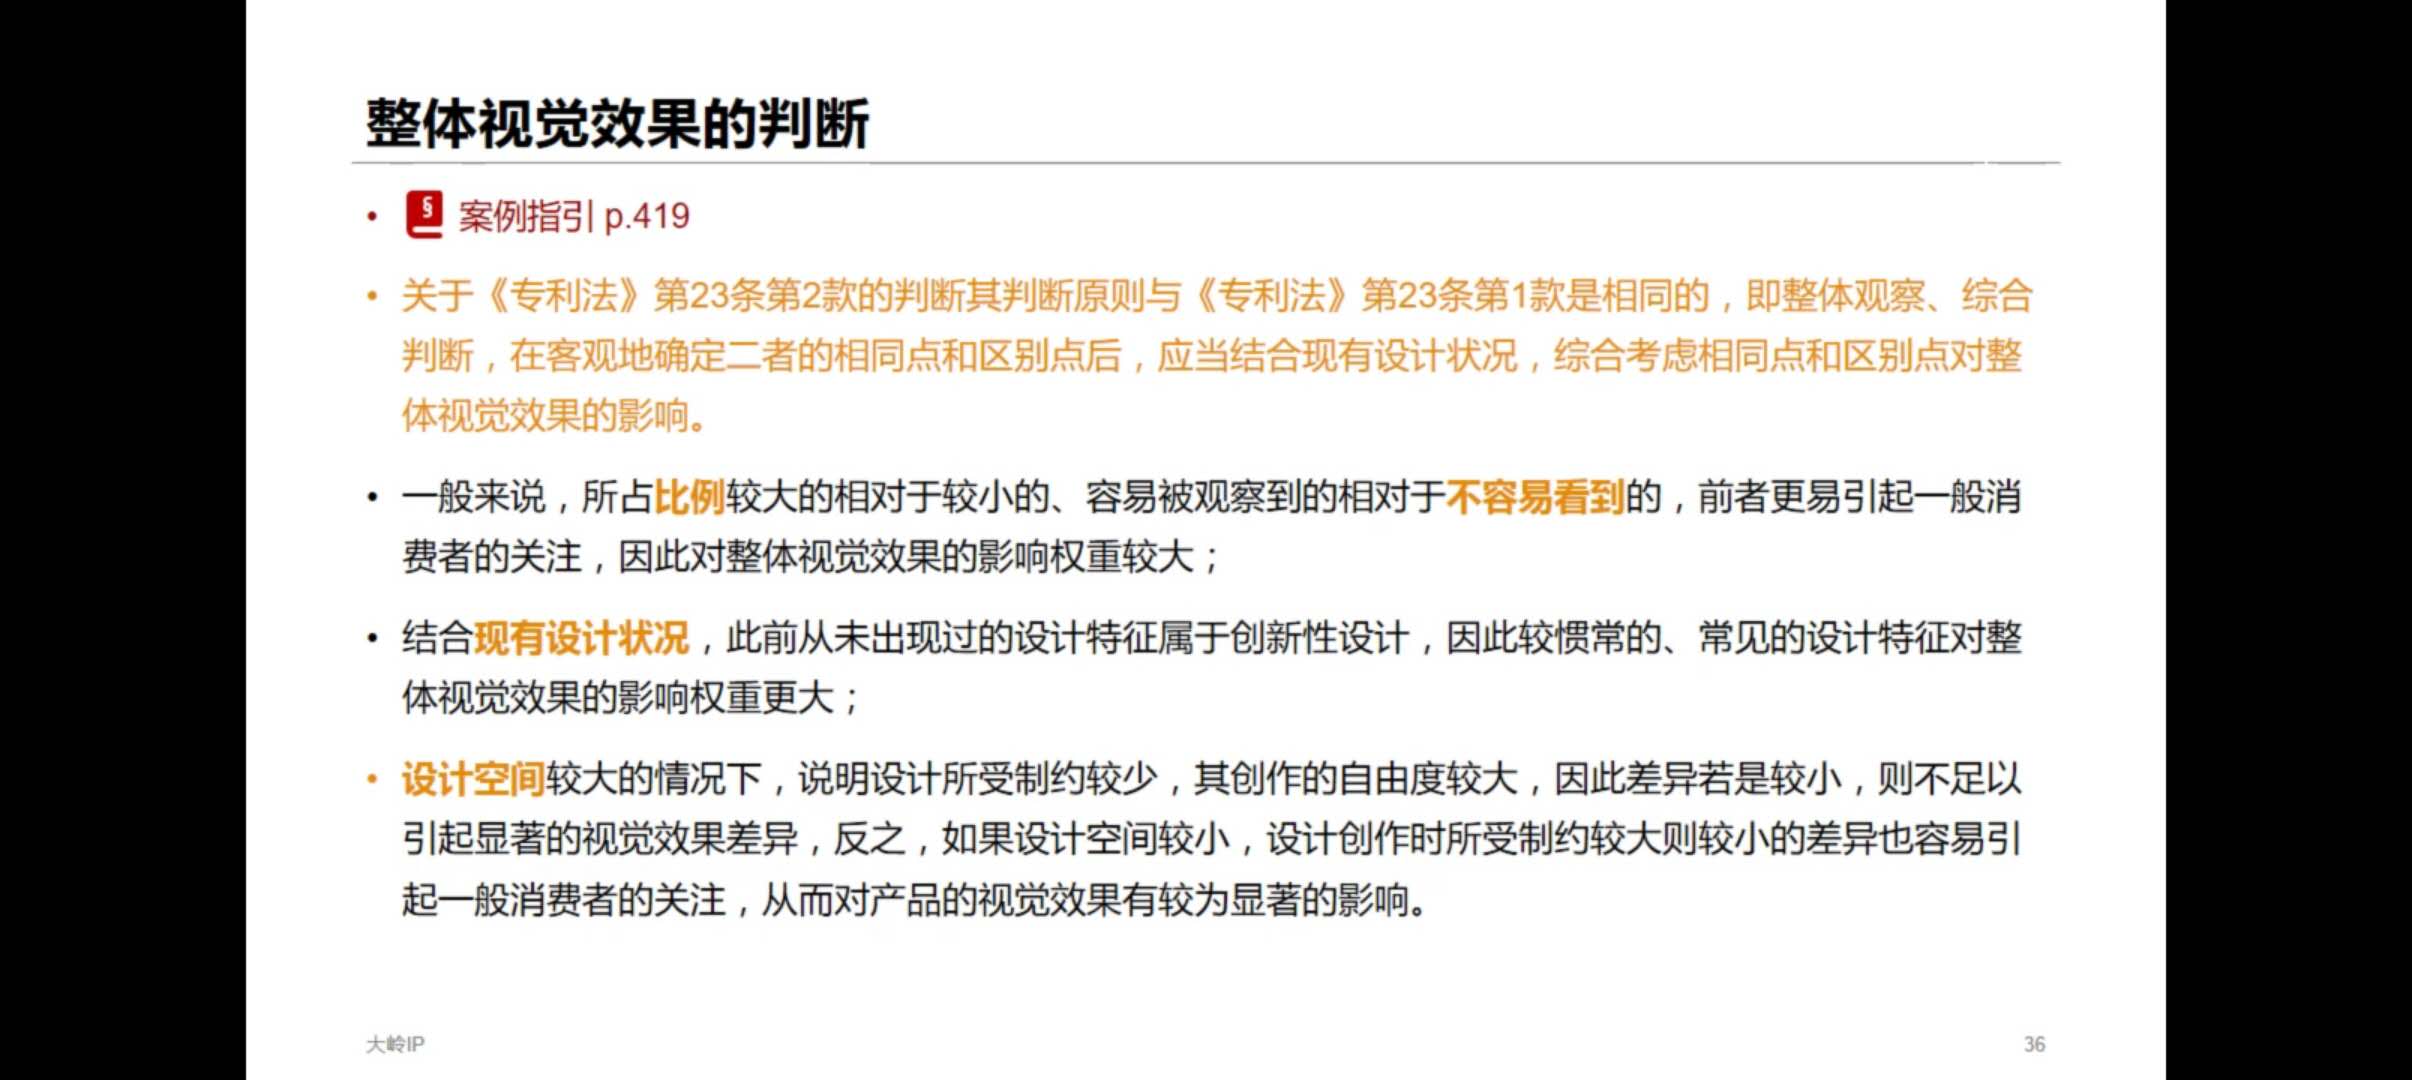 整体视觉效果的判断
• § 案例指引 p.419
• 关于《专利法》第23条第2款的判断其判断原则与《专利法》第23条第1款是相同的，即整体观察、综合
判断，在客观地确定二者的相同点和区别点后，应当结合现有设计状况，综合考虑相同点和区别点对整
体视觉效果的影响。
• 一般来说，所占比例较大的相对于较小的、容易被观察到的相对于不容易看到的，前者更易引起一般消
费者的关注，因此对整体视觉效果的影响权重较大；
• 结合现有设计状况，此前从未出现过的设计特征属于创新性设计，因此较惯常的、常见的设计特征对整
体视觉效果的影响权重更大；
• 设计空间较大的情况下，说明设计所受制约较少，其创作的自由度较大，因此差异若是较小，则不足以
引起显著的视觉效果差异，反之，如果设计空间较小，设计创作时所受制约较大则较小的差异也容易引
起一般消费者的关注，从而对产品的视觉效果有较为显著的影响。
大岭IP
36